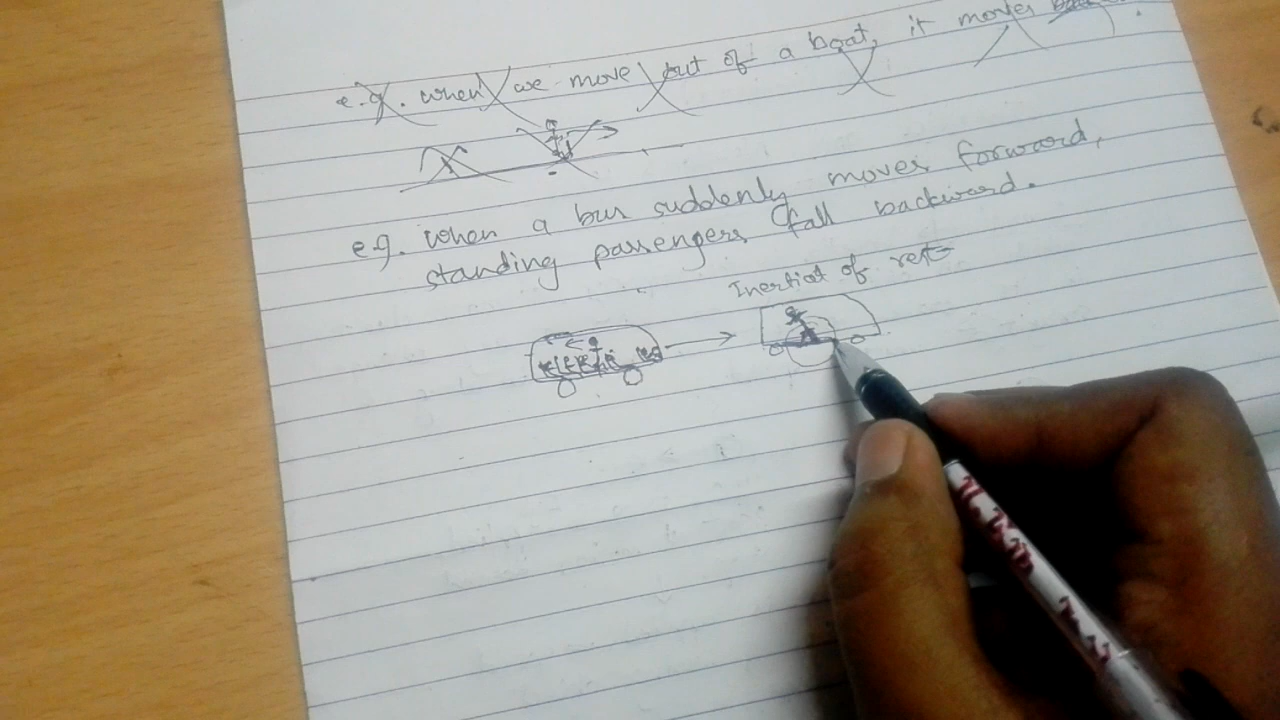 e.g. when we move out of a boat, it moves
e.g. when a bus suddenly moves forward,
standing passengers fall backward.
Inertia of rest